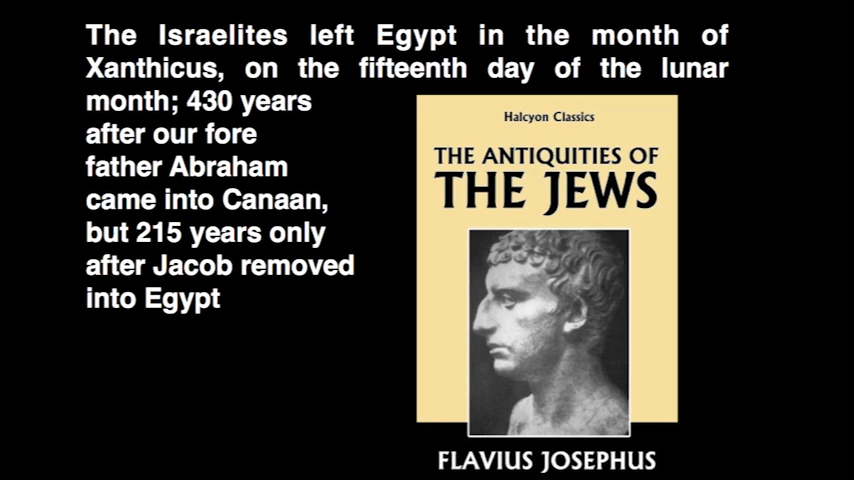 The Israelites left Egypt in the month of
Xanthicus, on the fifteenth day of the lunar
month; 430 years
after our fore
father Abraham
came into Canaan,
but 215 years only
after Jacob removed
into Egypt
Halcyon Classics
THE ANTIQUITIES OF
THE JEWS
FLAVIUS JOSEPHUS